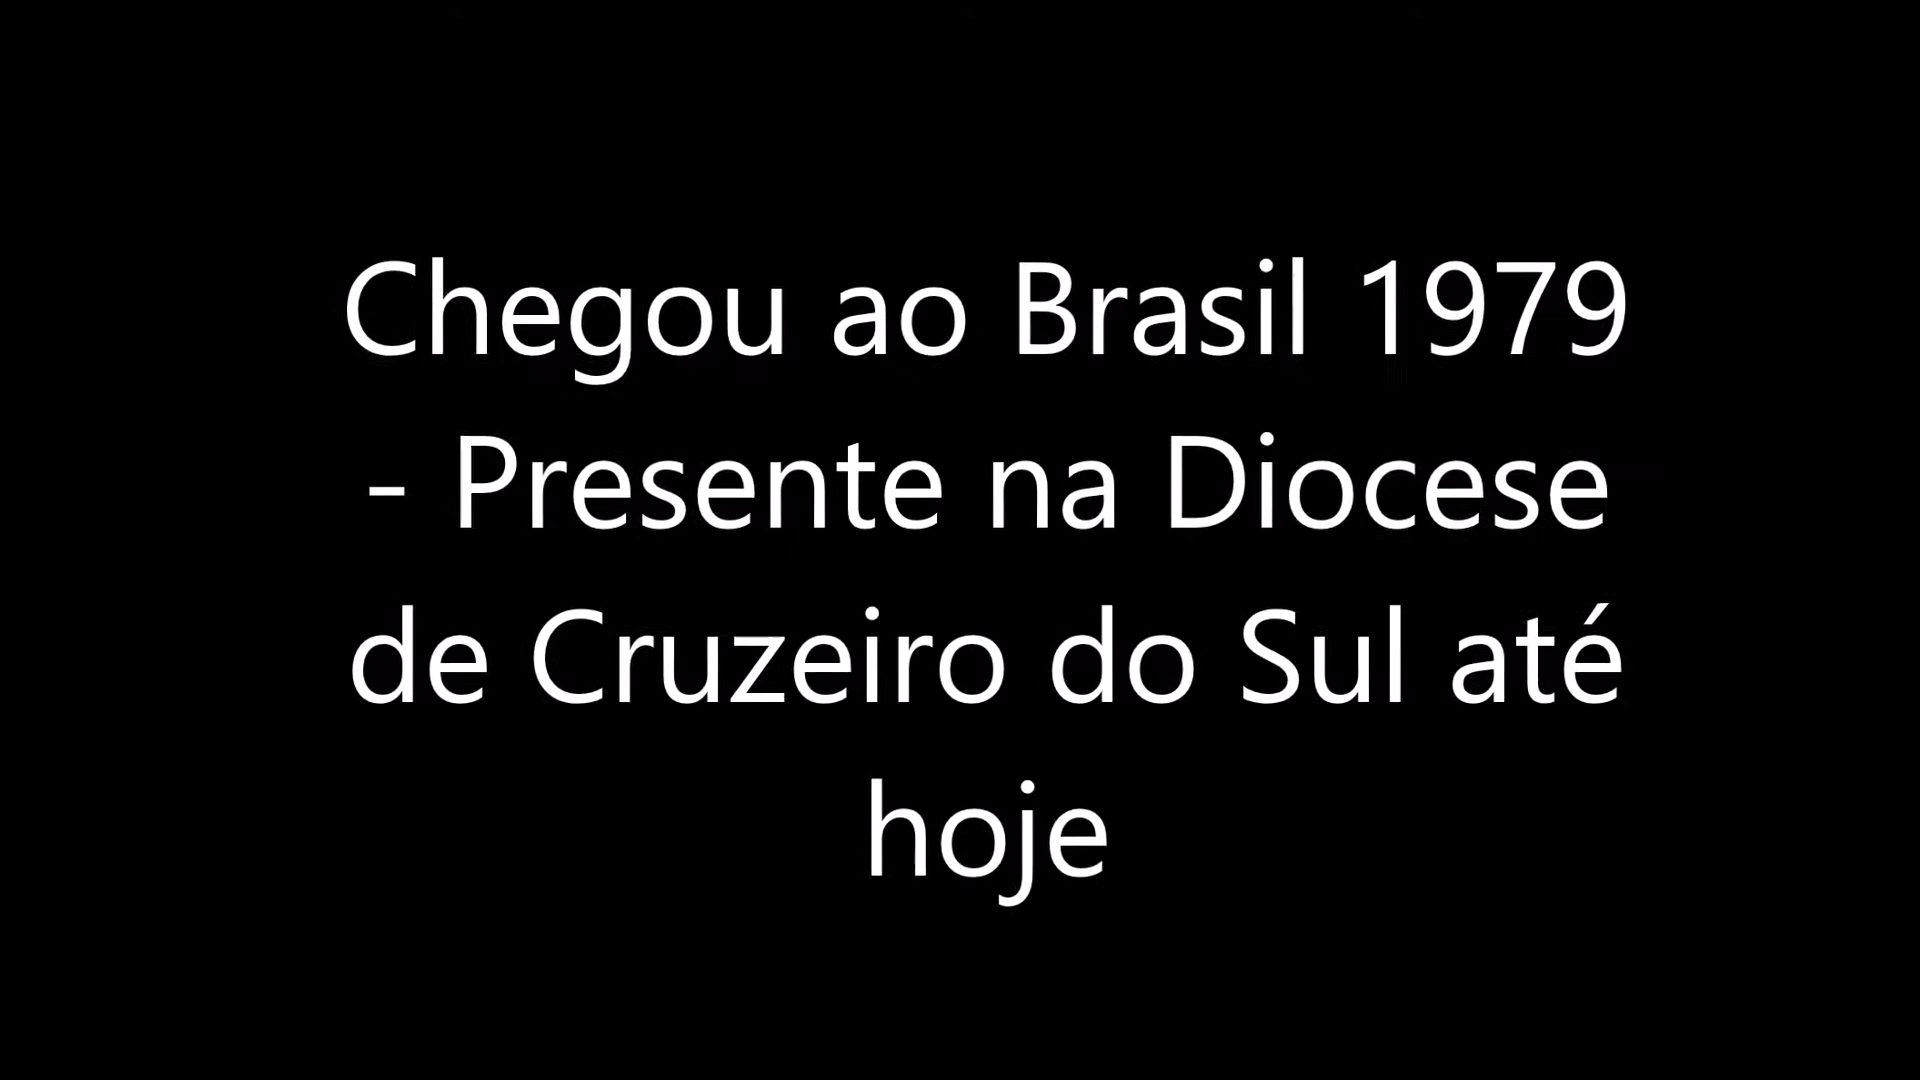 Chegou ao Brasil 1979
- Presente na Diocese
de Cruzeiro do Sul até
hoje